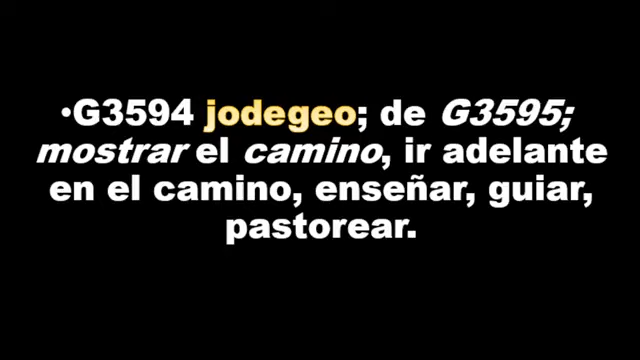 •G3594 jodegeo; de G3595;
mostrar el camino, ir adelante
en el camino, enseñar, guiar,
pastorear.